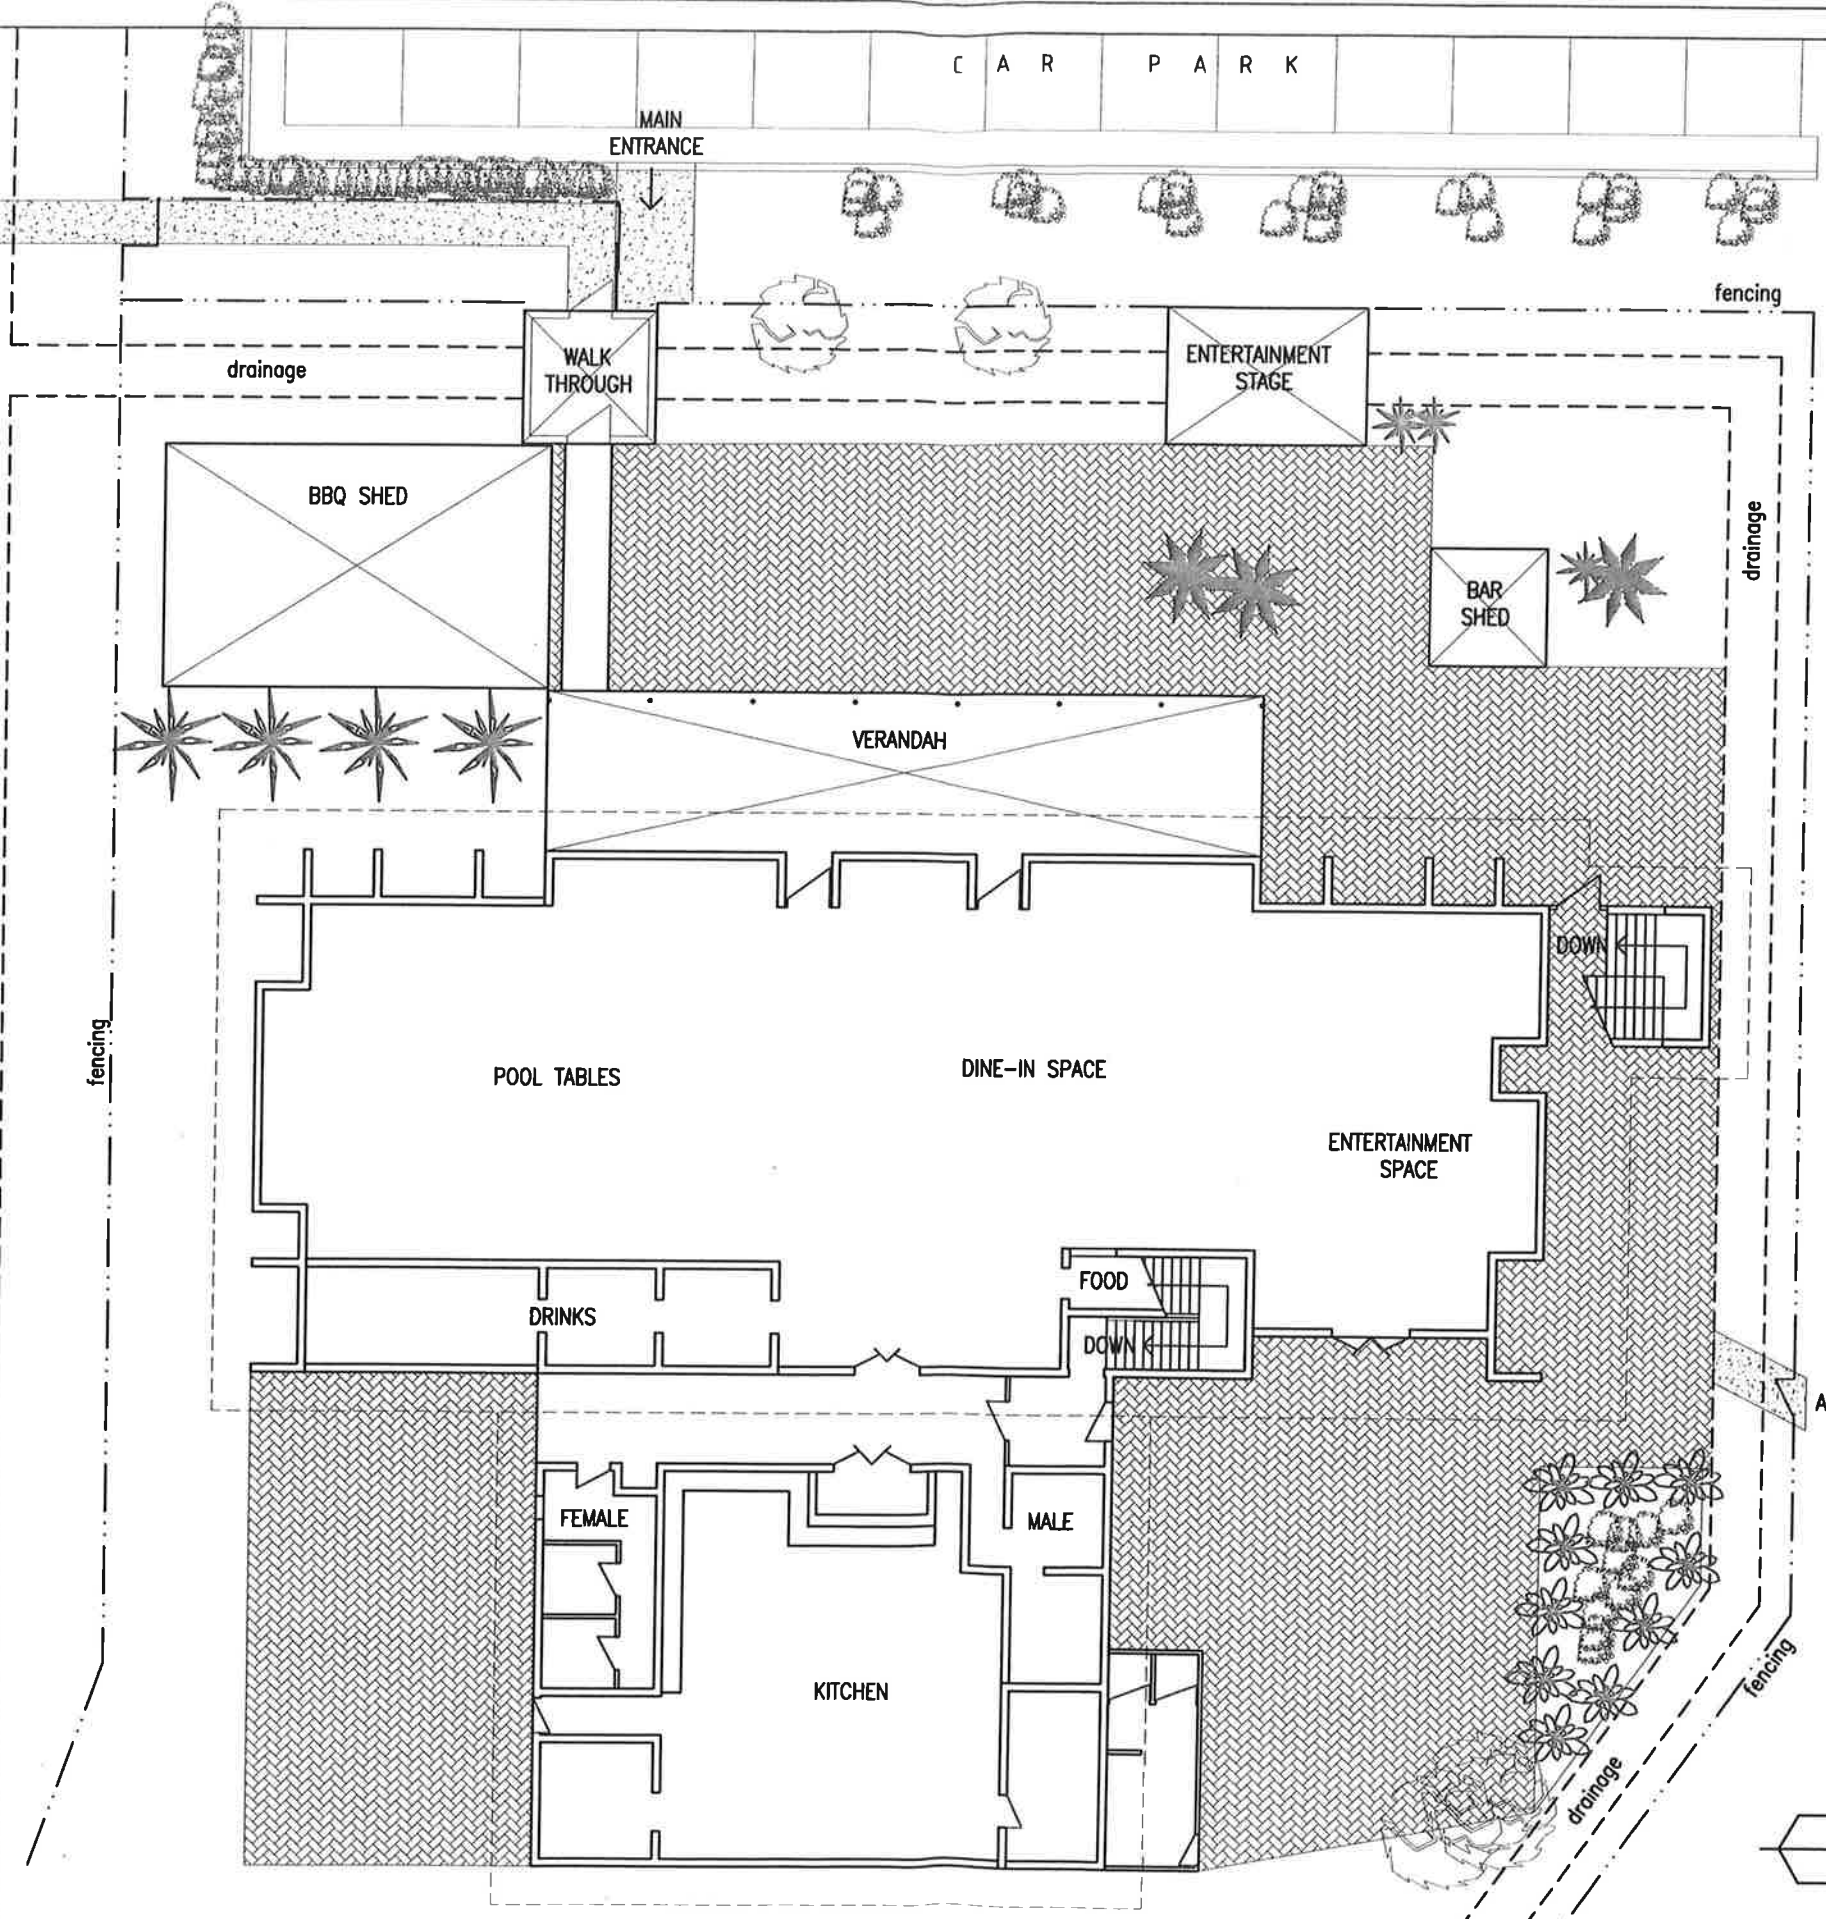 CAR PARK
MAIN
ENTRANCE
fencing
WALK
THROUGH
ENTERTAINMENT
STAGE
drainage
BBQ SHED
drainage
BAR
SHED
VERANDAH
DOWN
fencing
POOL TABLES
DINE-IN SPACE
ENTERTAINMENT
SPACE
FOOD
DRINKS
DOWN
A
FEMALE
MALE
KITCHEN
fencing
drainage